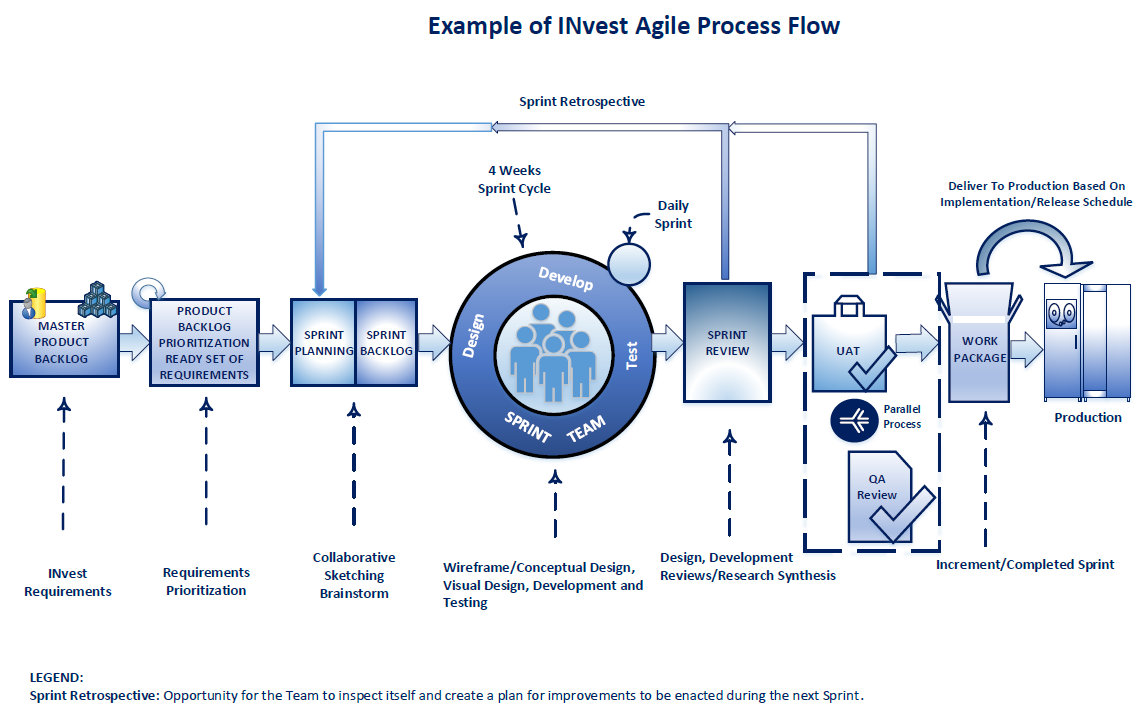 Example of INvest Agile Process Flow
Sprint Retrospective
4 Weeks
Sprint Cycle
Daily
Sprint
Deliver To Production Based On
Implementation/Release Schedule
MASTER
PRODUCT
BACKLOG
PRODUCT
BACKLOG
PRIORITIZATION
READY SET OF
REQUIREMENTS
SPRINT
PLANNING
SPRINT
BACKLOG
Design
Develop
Test
SPRINT TEAM
SPRINT
REVIEW
UAT
Parallel
Process
QA
Review
WORK
PACKAGE
Production
INvest
Requirements
Requirements
Prioritization
Collaborative
Sketching
Brainstorm
Wireframe/Conceptual Design,
Visual Design, Development and
Testing
Design, Development
Reviews/Research Synthesis
Increment/Completed Sprint
LEGEND:
Sprint Retrospective: Opportunity for the Team to inspect itself and create a plan for improvements to be enacted during the next Sprint.